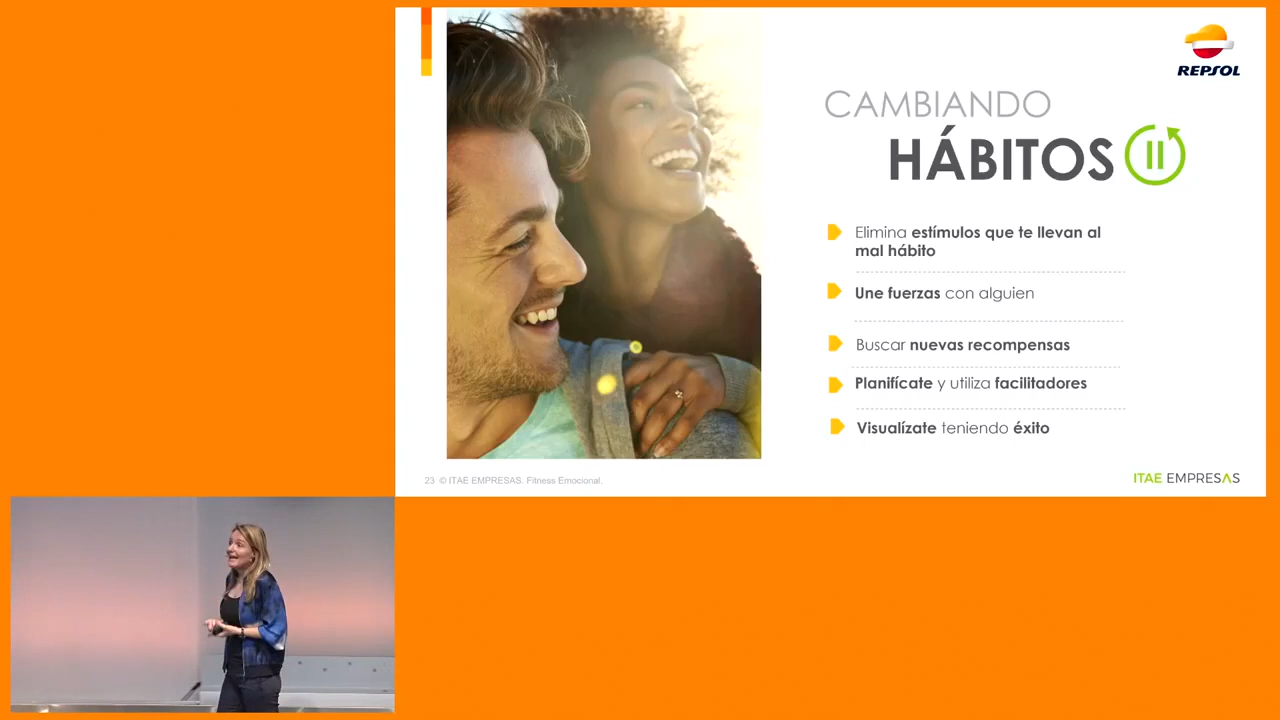 REPSOL
CAMBIANDO
HÁBITOS
Elimina estímulos que te llevan al
mal hábito
Une fuerzas con alguien
Buscar nuevas recompensas
Planifícate y utiliza facilitadores
Visualízate teniendo éxito
23 © ITAE EMPRESAS. Fitness Emocional.
ITAE EMPRESAS